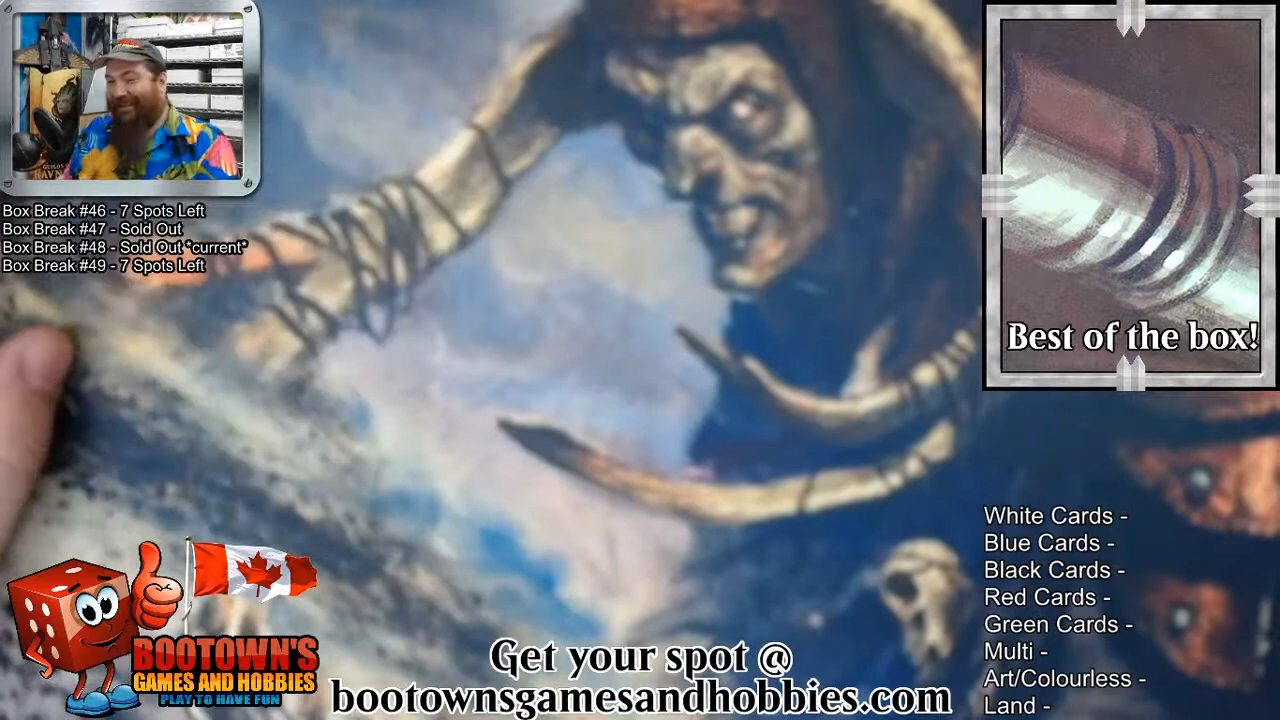 Box Break #46 - 7 Spots Left
Box Break #47 - Sold Out
Box Break #48 - Sold Out *current*
Box Break #49 - 7 Spots Left
Best of the box!
White Cards -
Blue Cards -
Black Cards -
Red Cards -
Green Cards -
Multi -
Art/Colourless -
Land -
BOOTOWN'S
GAMES AND HOBBIES
PLAY TO HAVE FUN
Get your spot @
bootownsgamesandhobbies.com